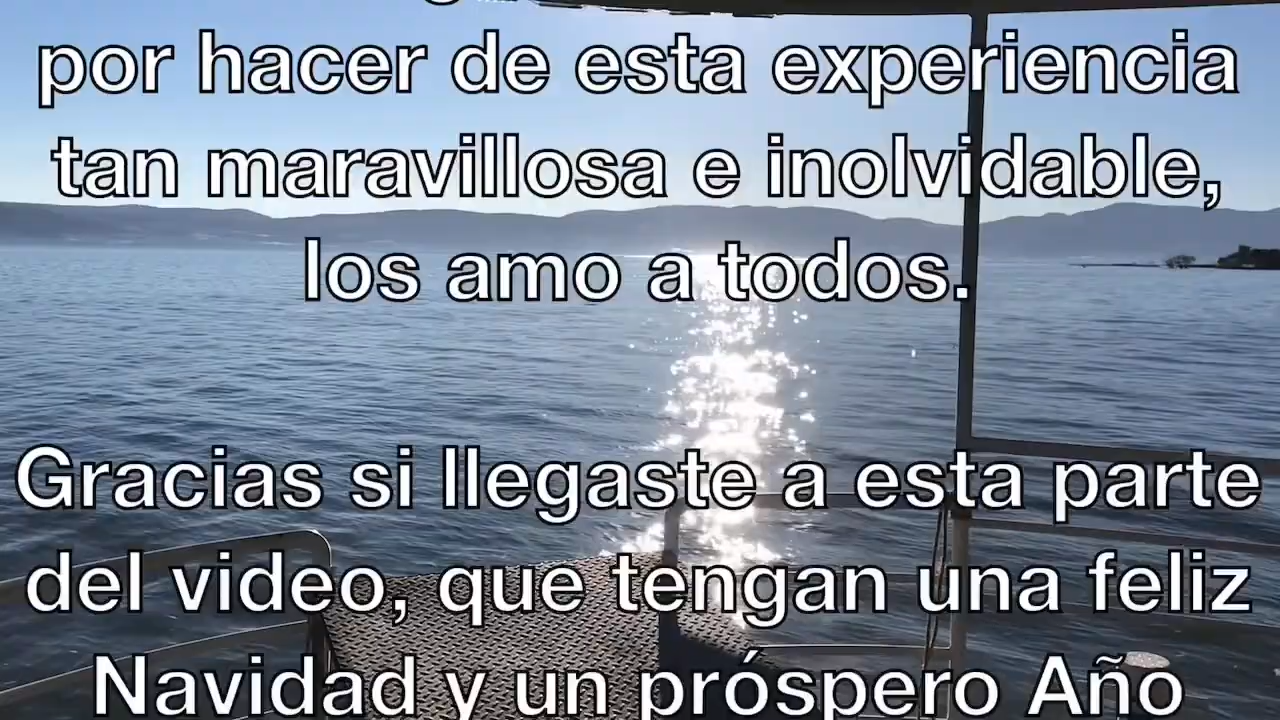 por hacer de esta experiencia
tan maravillosa e inolvidable,
los amo a todos.
Gracias si llegaste a esta parte
del video, que tengan una feliz
Navidad y un próspero Año